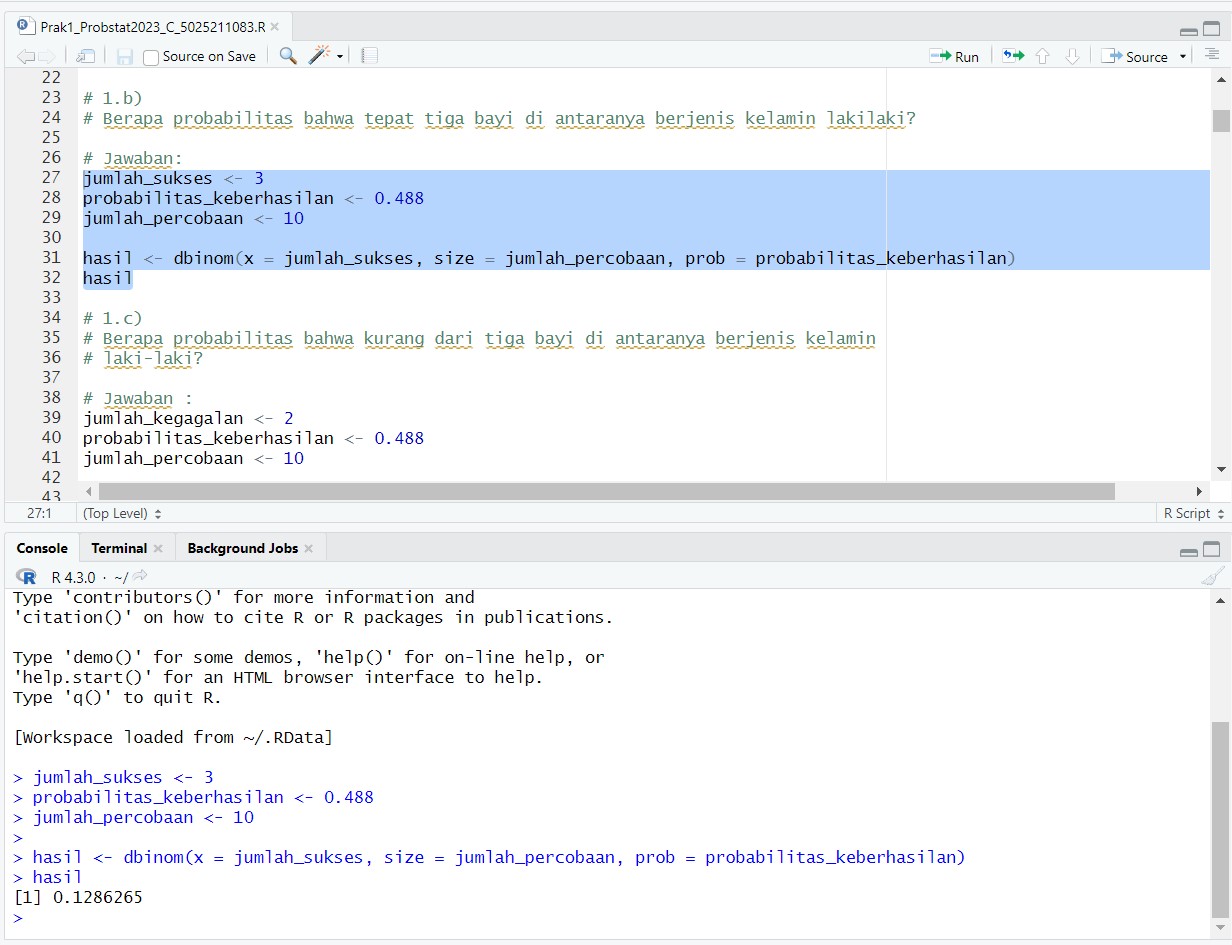 Prak1_Probstat2023_C_5025211083.R
Source on Save
Run
Source
22
23 # 1.b)
24 # Berapa probabilitas bahwa tepat tiga bayi di antaranya berjenis kelamin lakilaki?
25
26 # Jawaban:
27 jumlah_sukses <- 3
28 probabilitas_keberhasilan <- 0.488
29 jumlah_percobaan <- 10
30
31 hasil <- dbinom(x = jumlah_sukses, size = jumlah_percobaan, prob = probabilitas_keberhasilan)
32 hasil
33
34 # 1.c)
35 # Berapa probabilitas bahwa kurang dari tiga bayi di antaranya berjenis kelamin
36 # laki-laki?
37
38 # Jawaban :
39 jumlah_kegagalan <- 2
40 probabilitas_keberhasilan <- 0.488
41 jumlah_percobaan <- 10
42
43
27:1 (Top Level) R Script
Console Terminal Background Jobs
R R 4.3.0 · ~/
Type 'contributors()' for more information and
'citation()' on how to cite R or R packages in publications.
Type 'demo()' for some demos, 'help()' for on-line help, or
'help.start()' for an HTML browser interface to help.
Type 'q()' to quit R.
[Workspace loaded from ~/.RData]
> jumlah_sukses <- 3
> probabilitas_keberhasilan <- 0.488
> jumlah_percobaan <- 10
>
> hasil <- dbinom(x = jumlah_sukses, size = jumlah_percobaan, prob = probabilitas_keberhasilan)
> hasil
[1] 0.1286265
>